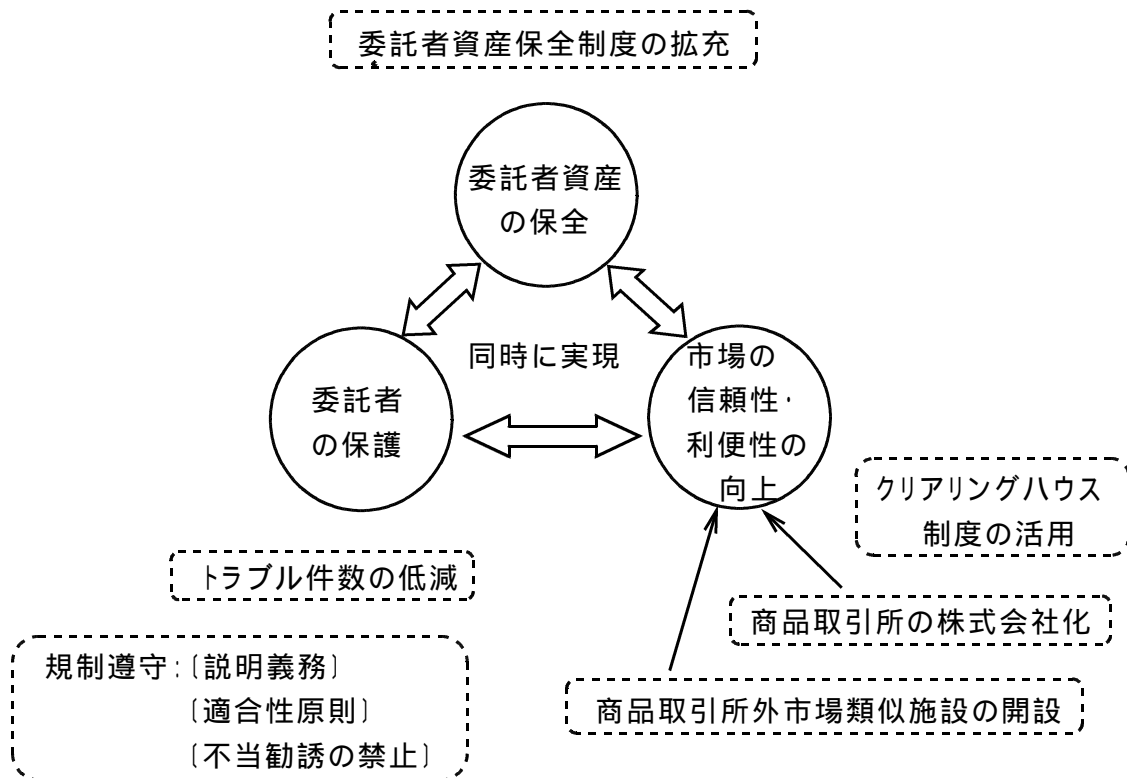 委託者資産保全制度の拡充
委託者資産
の保全
同時に実現
委託者
の保護
市場の
信頼性・
利便性の
向上
クリアリングハウス
制度の活用
トラブル件数の低減
商品取引所の株式会社化
規制遵守:〔説明義務〕
〔適合性原則〕
〔不当勧誘の禁止〕
商品取引所外市場類似施設の開設